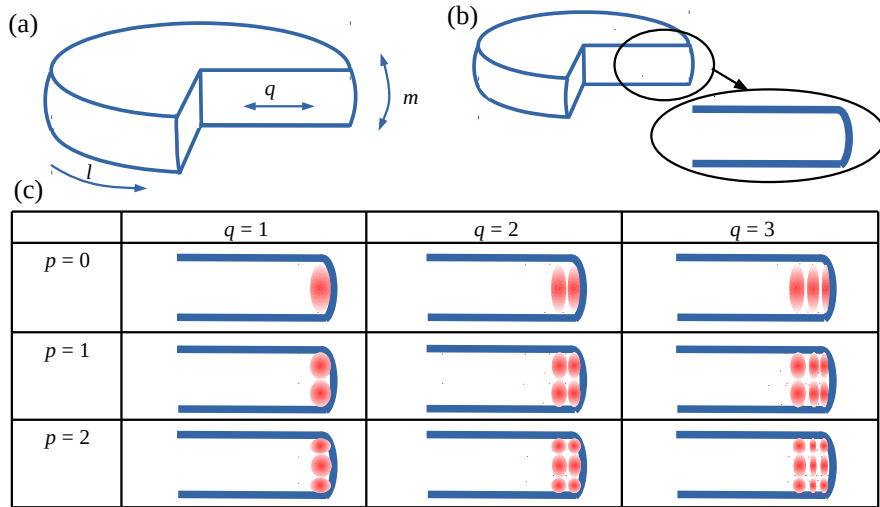 (a)
q
m
l
(b)
(c)
q = 1 q = 2 q = 3
p = 0
p = 1
p = 2